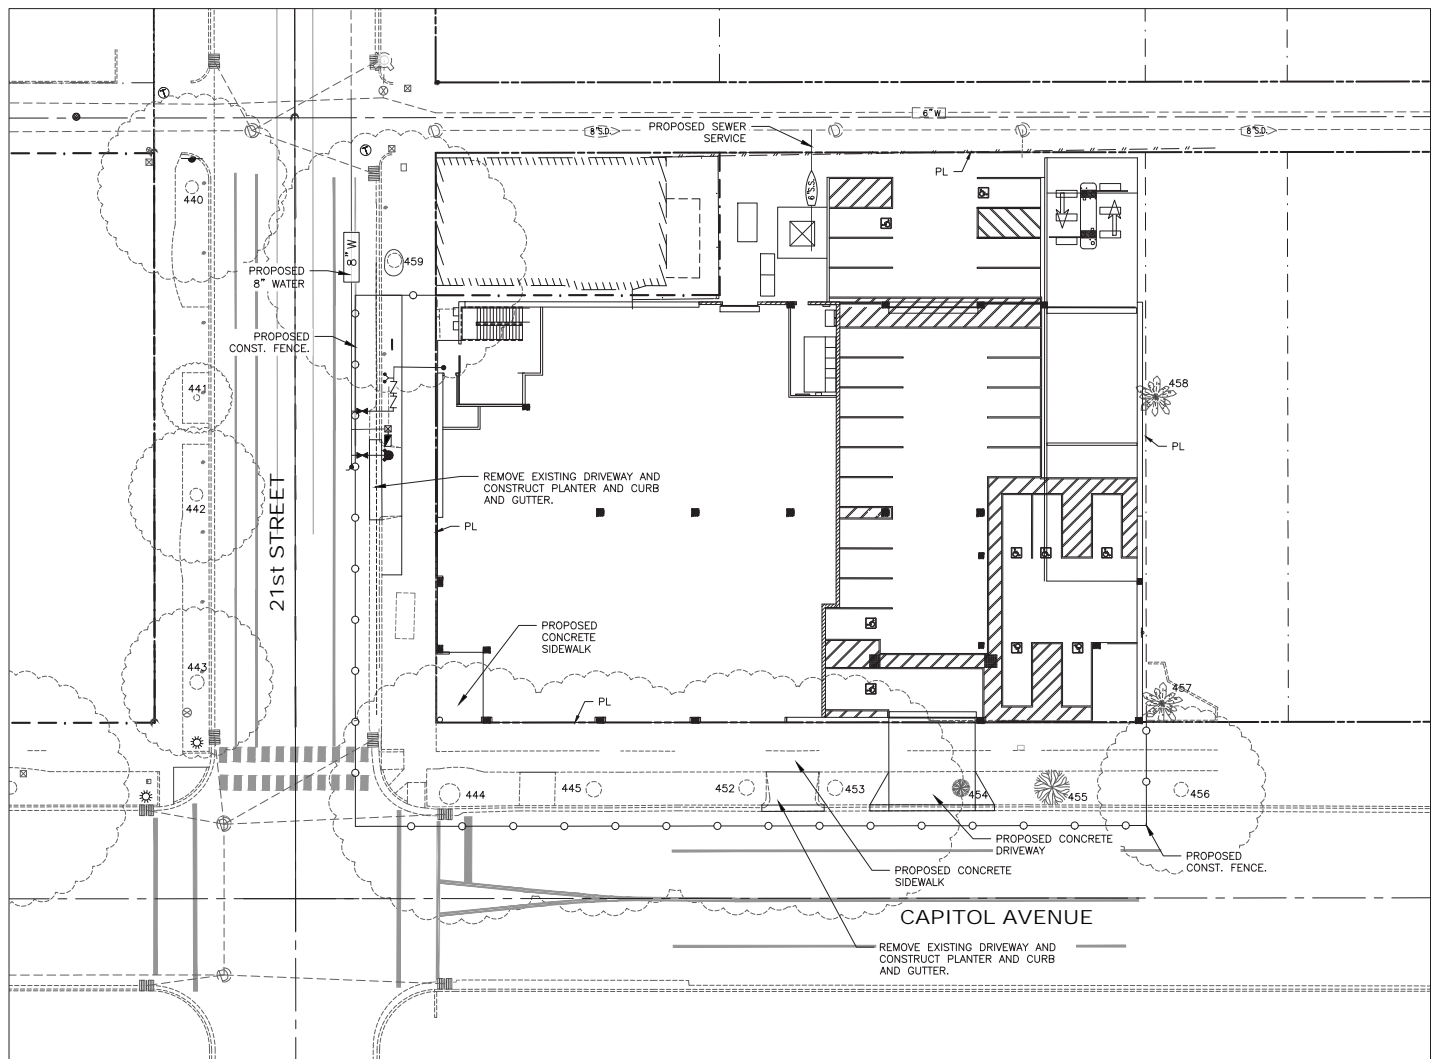 6" W
8"S.D.
8"S.D.
PROPOSED SEWER
SERVICE
PL
6"S.S.
440
459
8" W
PROPOSED
8" WATER
PROPOSED
CONST. FENCE.
441
458
PL
442
21st STREET
REMOVE EXISTING DRIVEWAY AND
CONSTRUCT PLANTER AND CURB
AND GUTTER.
PL
PROPOSED
CONCRETE
SIDEWALK
443
PL
457
444
445
452
453
454
455
456
PROPOSED CONCRETE
DRIVEWAY
PROPOSED
CONST. FENCE.
PROPOSED CONCRETE
SIDEWALK
CAPITOL AVENUE
REMOVE EXISTING DRIVEWAY AND
CONSTRUCT PLANTER AND CURB
AND GUTTER.